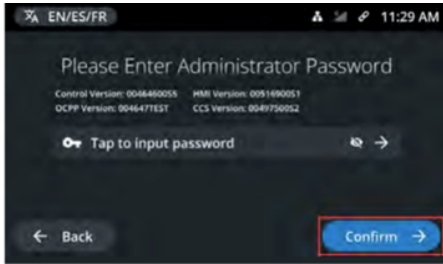 EN/ES/FR 11:29 AM
Please Enter Administrator Password
Control Version: 0046460055 HMI Version: 0051690051
OCPP Version: 004647TEST CCS Version: 0049750052
Tap to input password
Back Confirm